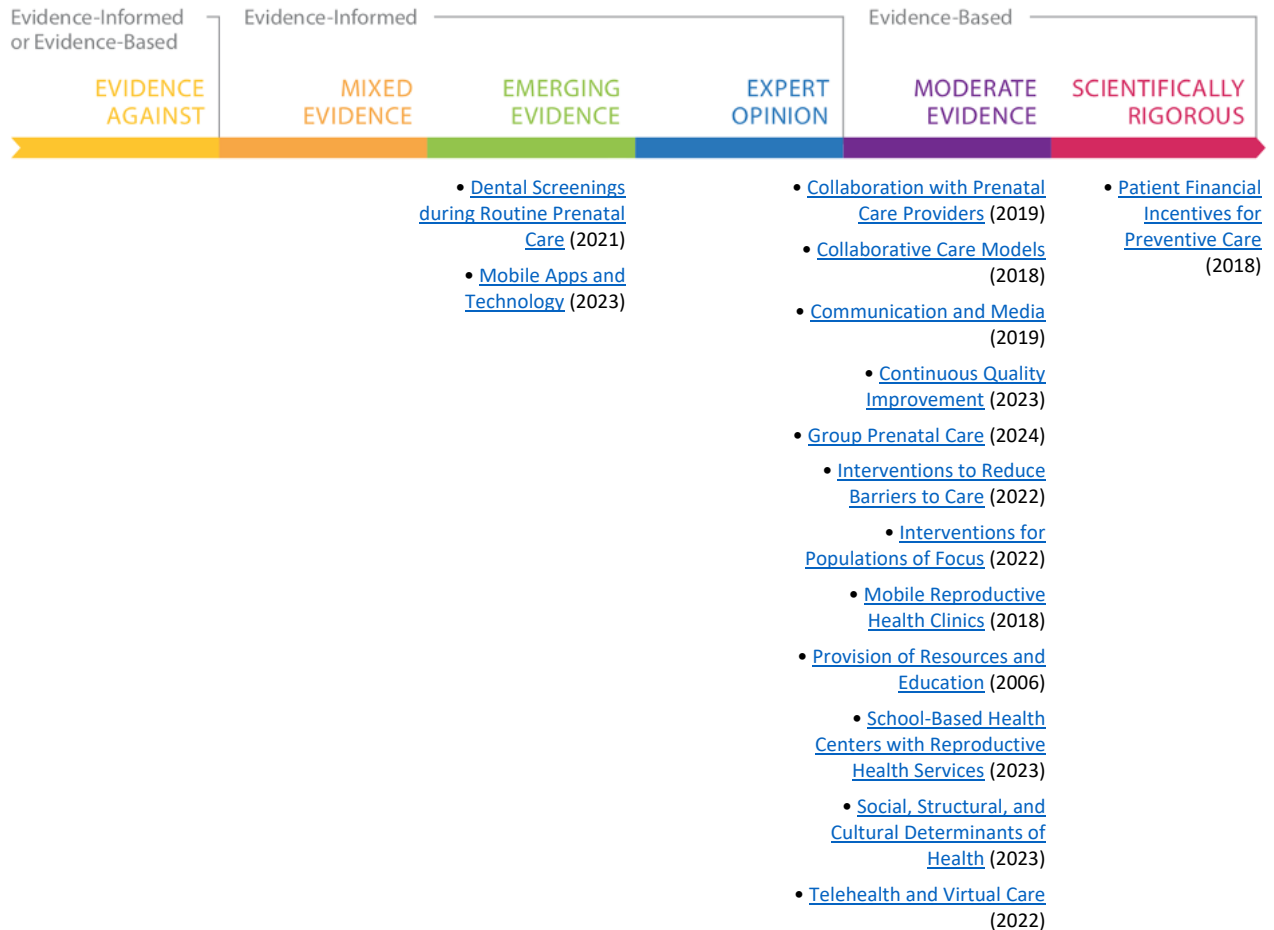 Evidence-Informed
or Evidence-Based
Evidence-Informed
Evidence-Based
EVIDENCE
AGAINST
MIXED
EVIDENCE
EMERGING
EVIDENCE
EXPERT
OPINION
MODERATE
EVIDENCE
SCIENTIFICALLY
RIGOROUS
• Dental Screenings
during Routine Prenatal
Care (2021)
• Mobile Apps and
Technology (2023)
• Collaboration with Prenatal
Care Providers (2019)
• Collaborative Care Models
(2018)
• Communication and Media
(2019)
• Continuous Quality
Improvement (2023)
• Group Prenatal Care (2024)
• Interventions to Reduce
Barriers to Care (2022)
• Interventions for
Populations of Focus (2022)
• Mobile Reproductive
Health Clinics (2018)
• Provision of Resources and
Education (2006)
• School-Based Health
Centers with Reproductive
Health Services (2023)
• Social, Structural, and
Cultural Determinants of
Health (2023)
• Telehealth and Virtual Care
(2022)
• Patient Financial
Incentives for
Preventive Care
(2018)